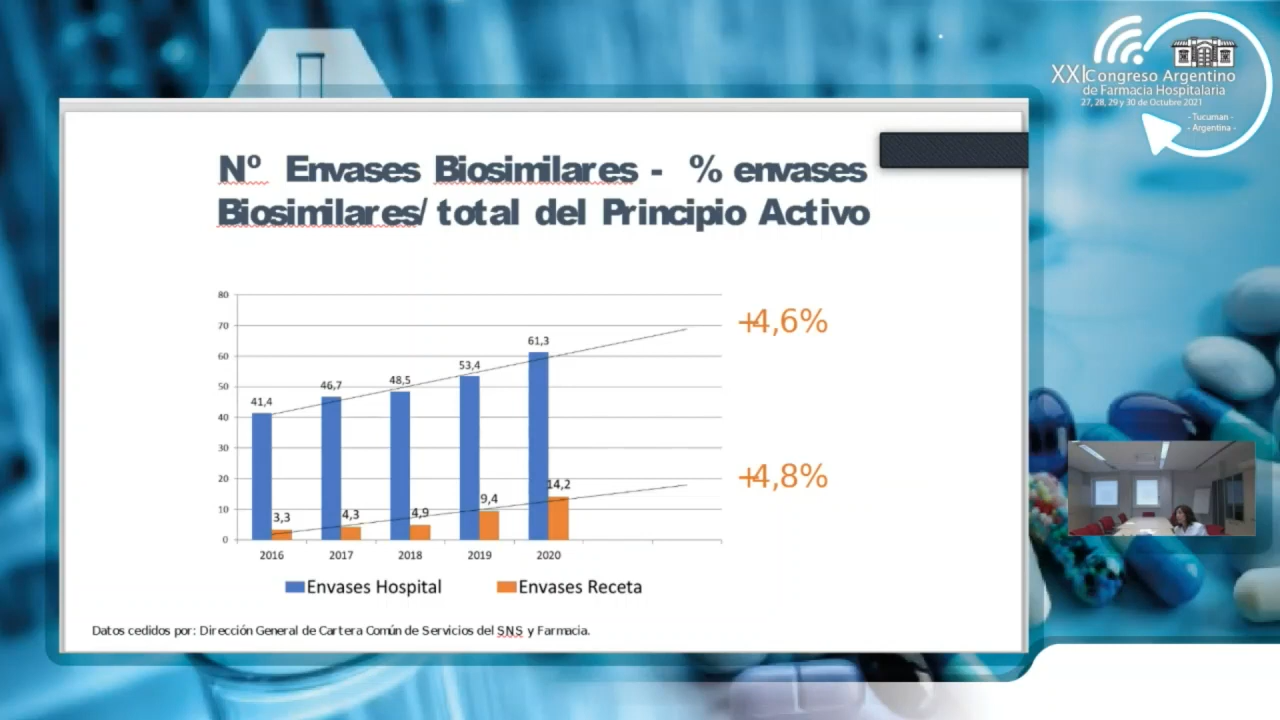 XXI Congreso Argentino
de Farmacia Hospitalaria
27, 28, 29 y 30 de Octubre 2021
- Tucuman -
- Argentina -
Nº Envases Biosimilares - % envases
Biosimilares/ total del Principio Activo
80
70
60
50
40
30
20
10
0
41,4
46,7
48,5
53,4
61,3
3,3
4,3
4,9
9,4
14,2
2016
2017
2018
2019
2020
+4,6%
+4,8%
Envases Hospital
Envases Receta
Datos cedidos por: Dirección General de Cartera Común de Servicios del SNS y Farmacia.